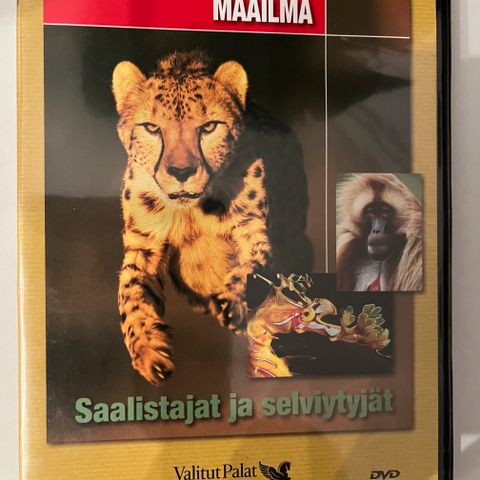 MAAILMA
Saalistajat ja selviytyjät
Valitut Palat
DVD